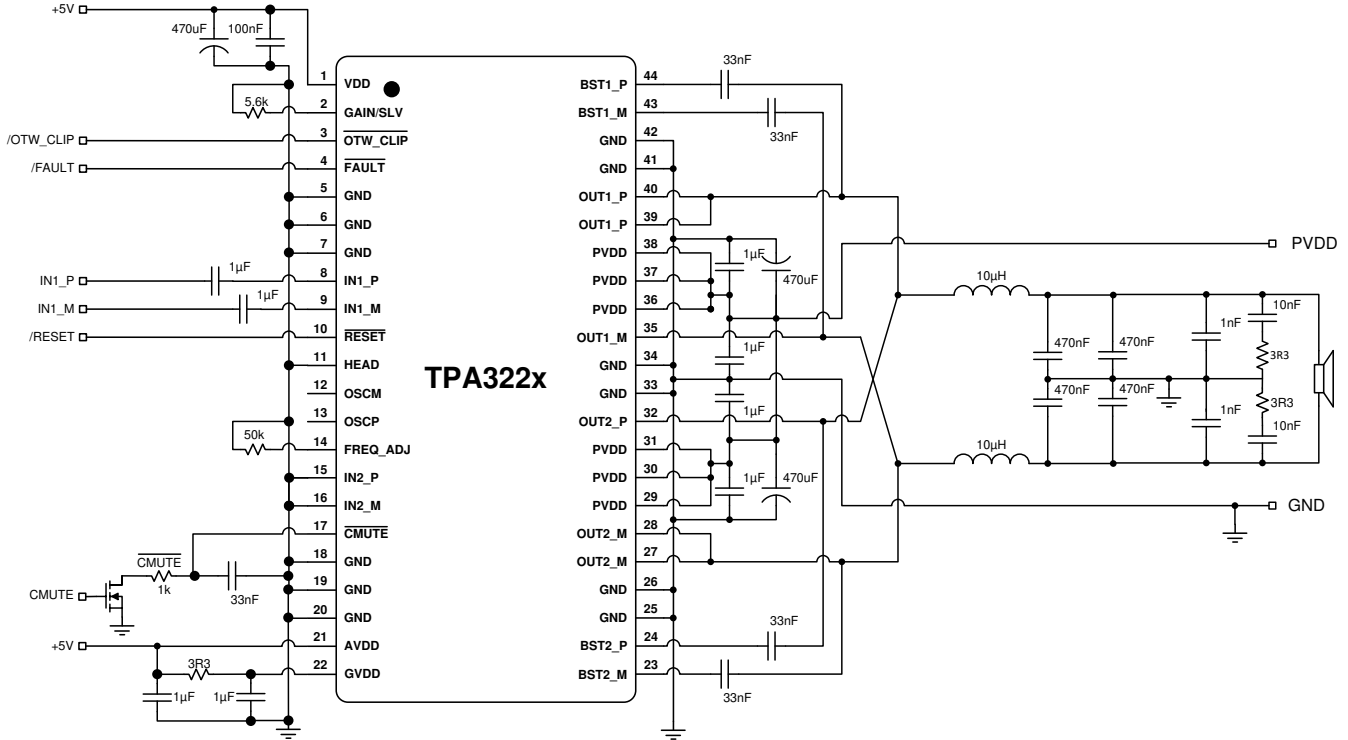 +5V
470uF
100nF
5.6k
/OTW_CLIP
/FAULT
IN1_P
1µF
IN1_M
1µF
/RESET
50k
CMUTE
CMUTE
1k
33nF
+5V
3R3
1µF
1µF
TPA322x
1
VDD
2
GAIN/SLV
3
OTW_CLIP
4
FAULT
5
GND
6
GND
7
GND
8
IN1_P
9
IN1_M
10
RESET
11
HEAD
12
OSCM
13
OSCP
14
FREQ_ADJ
15
IN2_P
16
IN2_M
17
CMUTE
18
GND
19
GND
20
GND
21
AVDD
22
GVDD
BST1_P
44
BST1_M
43
GND
42
GND
41
OUT1_P
40
OUT1_P
39
PVDD
38
PVDD
37
PVDD
36
OUT1_M
35
GND
34
GND
33
OUT2_P
32
PVDD
31
PVDD
30
PVDD
29
OUT2_M
28
OUT2_M
27
GND
26
GND
25
BST2_P
24
BST2_M
23
33nF
33nF
1µF
470uF
1µF
1µF
1µF
470uF
33nF
33nF
PVDD
10µH
10nF
1nF
470nF
470nF
3R3
470nF
470nF
3R3
1nF
10nF
10µH
GND